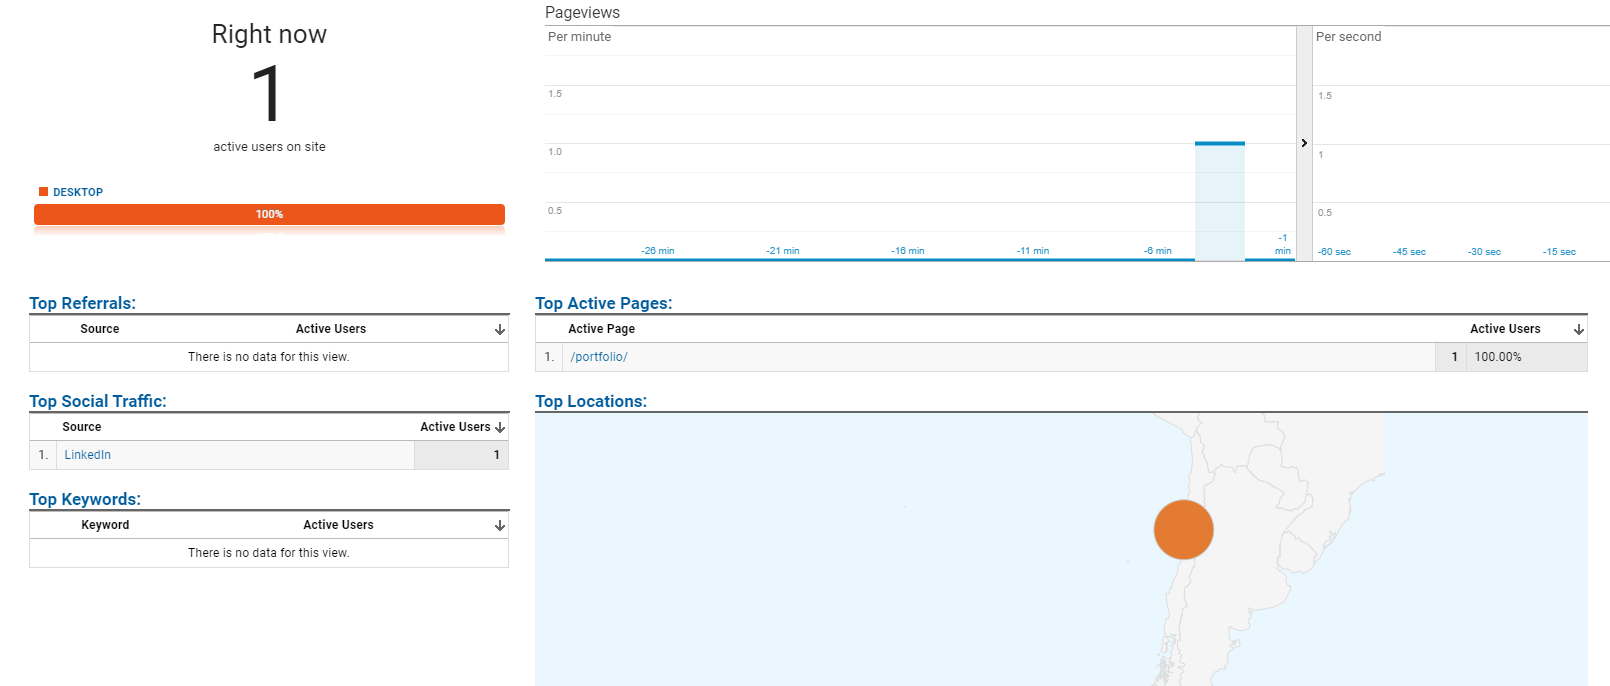 Right now
1
active users on site
DESKTOP
100%
Pageviews
Per minute
1.5
1.0
0.5
-26 min
-21 min
-16 min
-11 min
-6 min
-1
min
Per second
1.5
1
0.5
-60 sec
-45 sec
-30 sec
-15 sec
Top Referrals:
Source Active Users
There is no data for this view.
Top Social Traffic:
Source Active Users
1. LinkedIn 1
Top Keywords:
Keyword Active Users
There is no data for this view.
Top Active Pages:
Active Page Active Users
1. /portfolio/ 1 100.00%
Top Locations: